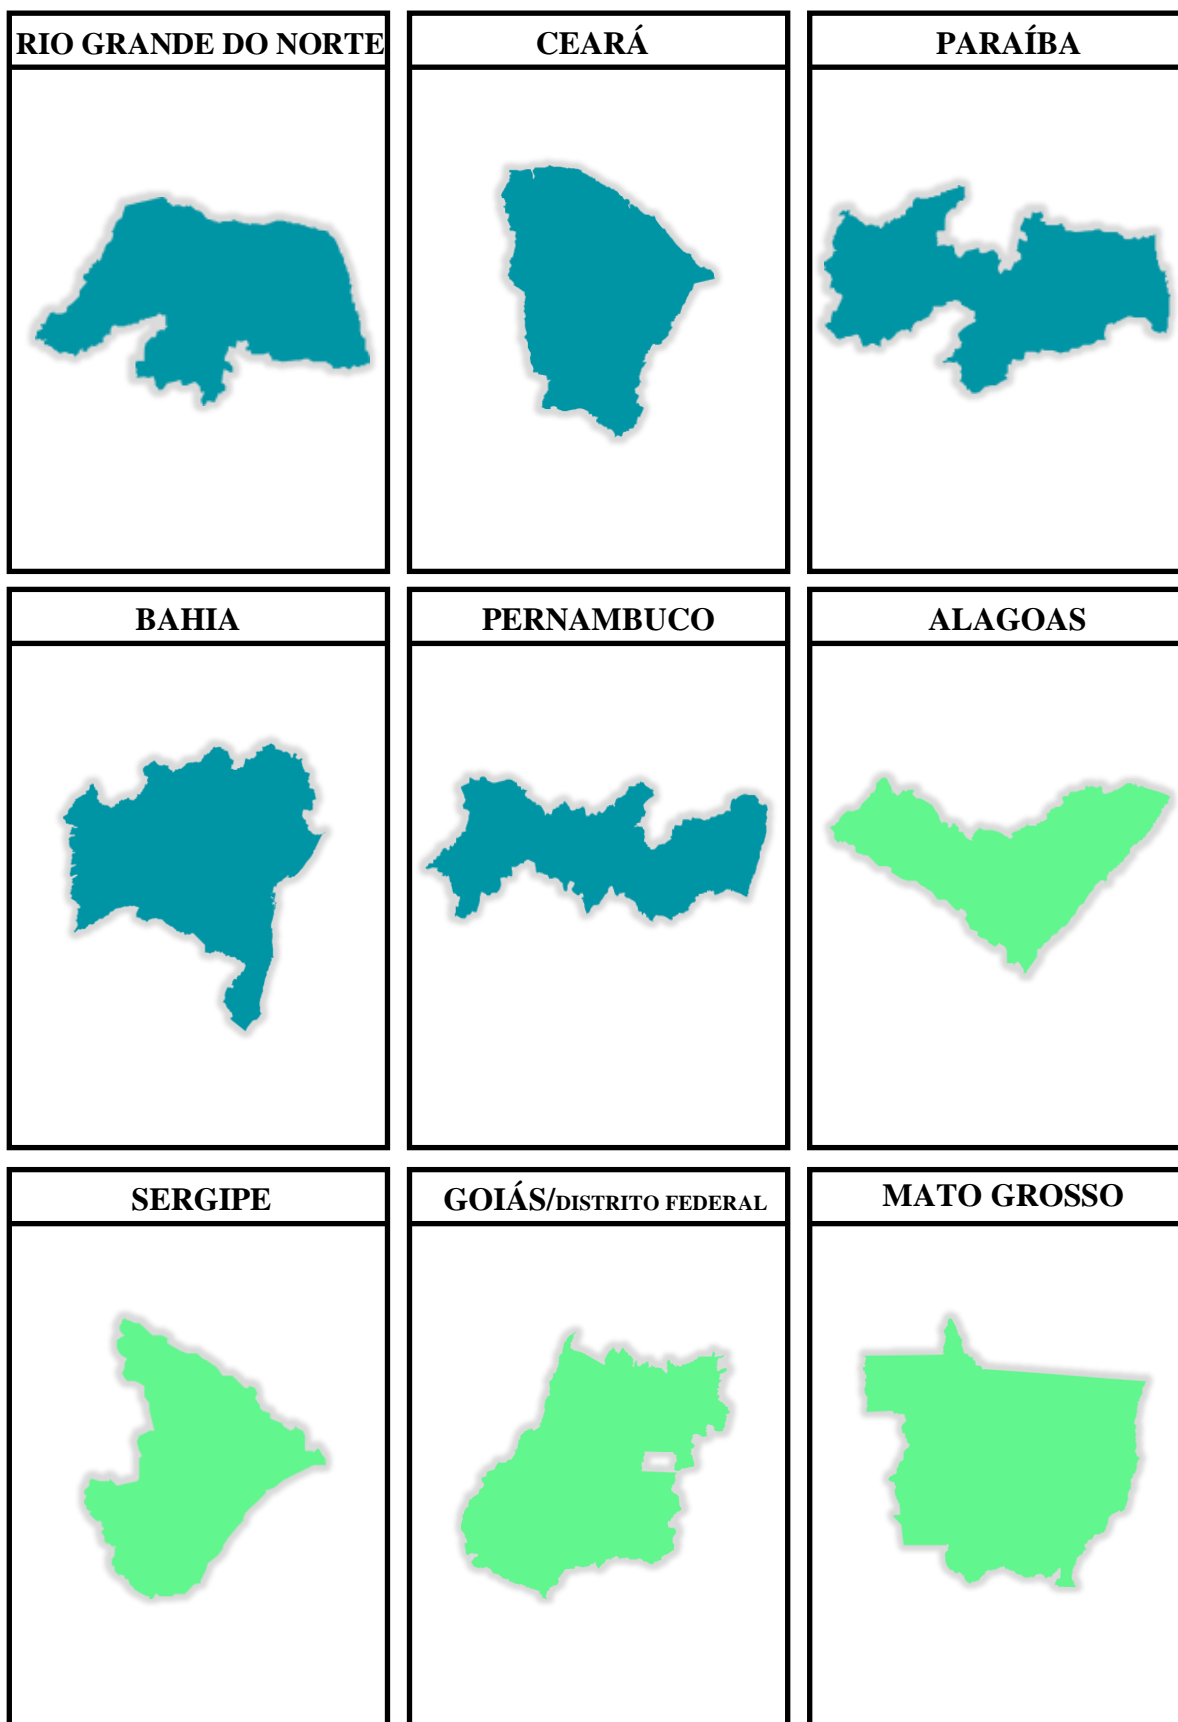 RIO GRANDE DO NORTE
CEARÁ
PARAÍBA
BAHIA
PERNAMBUCO
ALAGOAS
SERGIPE
GOIÁS/DISTRITO FEDERAL
MATO GROSSO